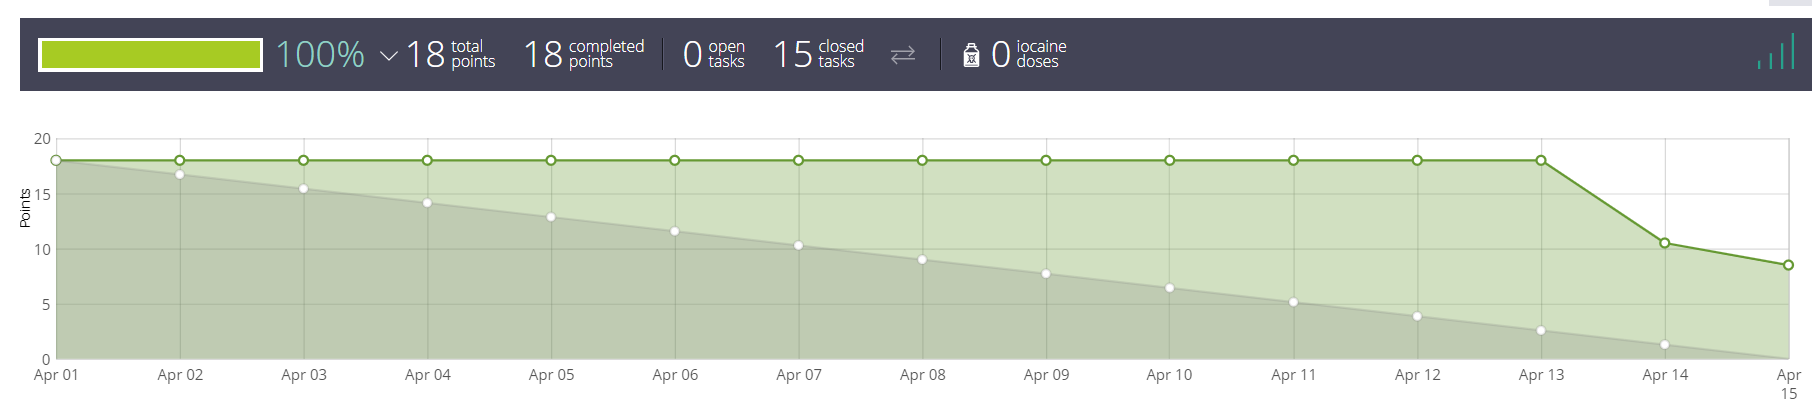 100% 18 total points 18 completed points 0 open tasks 15 closed tasks 0 iocaine doses
20
15
10
5
0
Points
Apr 01 Apr 02 Apr 03 Apr 04 Apr 05 Apr 06 Apr 07 Apr 08 Apr 09 Apr 10 Apr 11 Apr 12 Apr 13 Apr 14 Apr 15